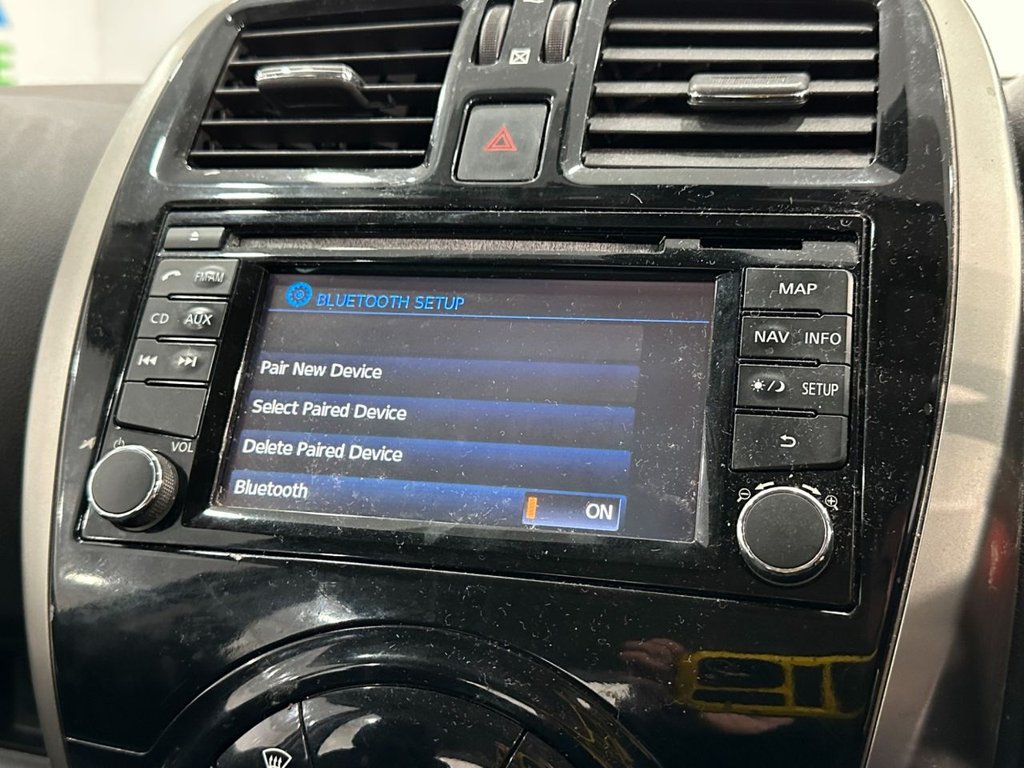 BLUETOOTH SETUP
Pair New Device
Select Paired Device
Delete Paired Device
Bluetooth
ON
FM·AM
CD AUX
VOL
MAP
NAV INFO
SETUP